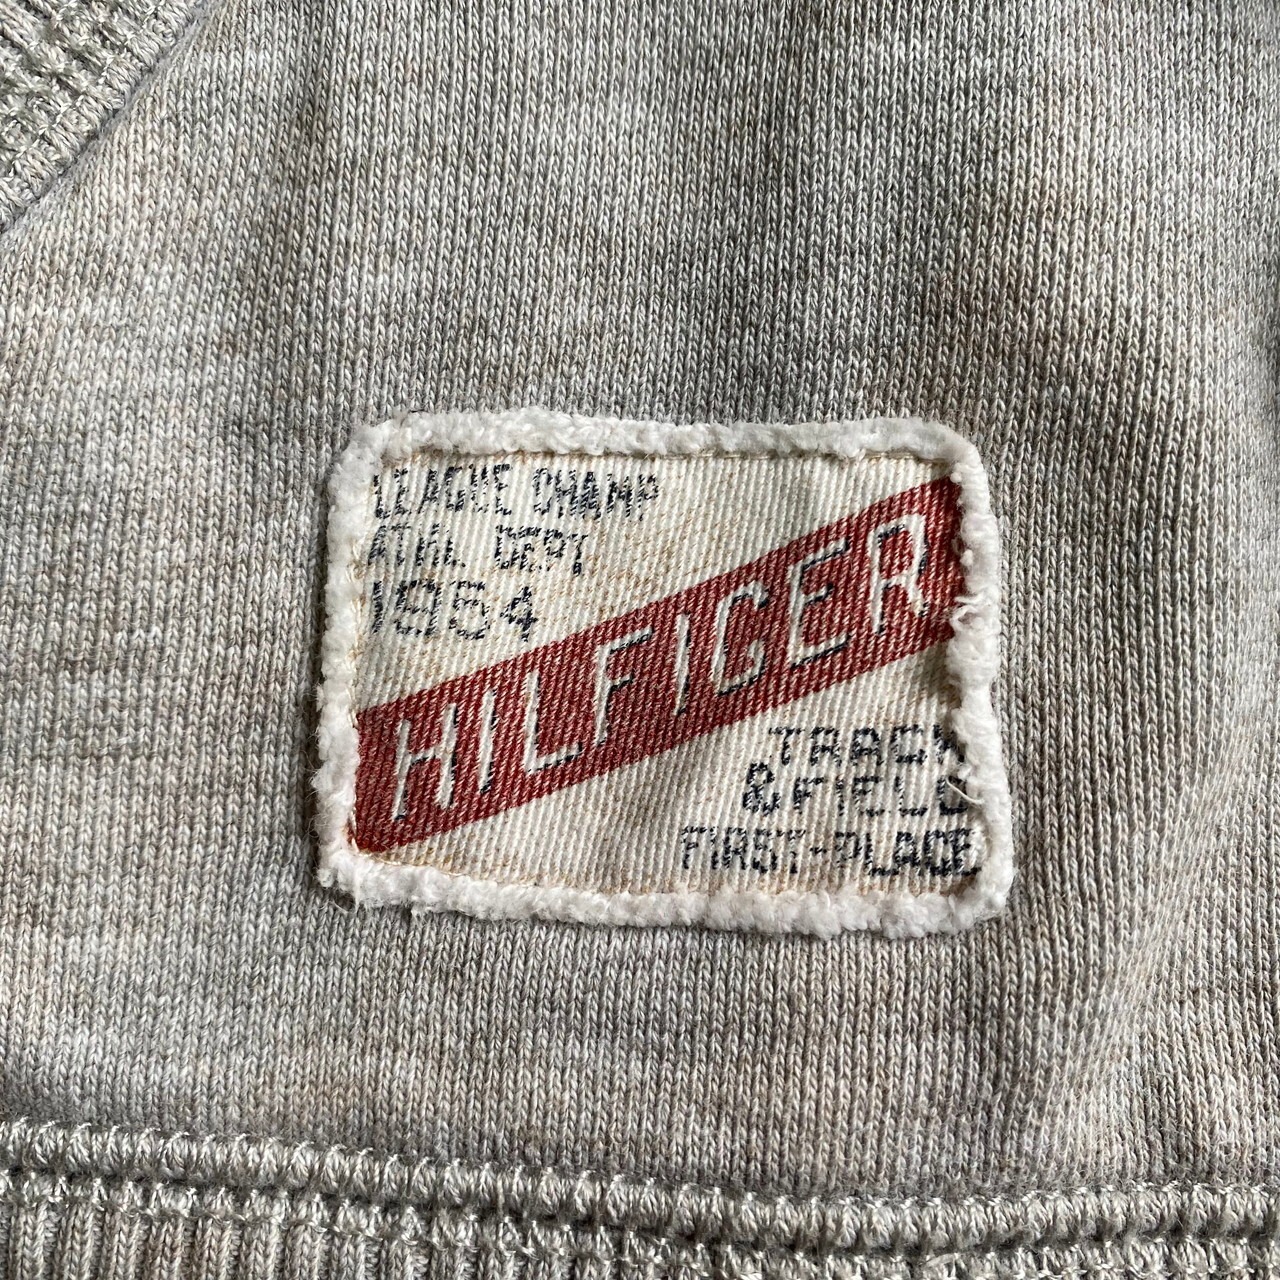 LEAGUE CHAMP
ATHL DEPT
1954
HILFIGER
TRACK
& FIELD
FIRST-PLACE